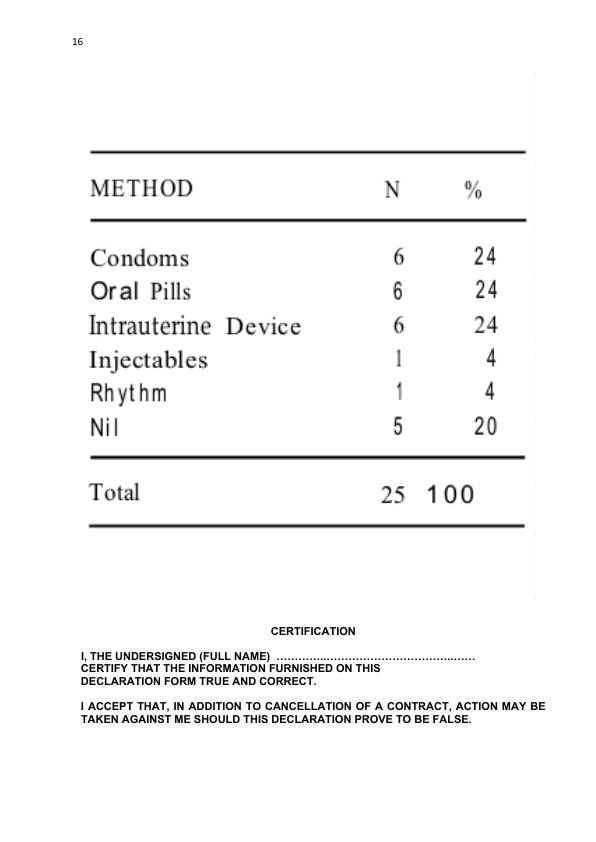 16
METHOD N %
Condoms 6 24
Oral Pills 6 24
Intrauterine Device 6 24
Injectables 1 4
Rhythm 1 4
Nil 5 20
Total 25 100
CERTIFICATION
I, THE UNDERSIGNED (FULL NAME) …………...……………………………..……
CERTIFY THAT THE INFORMATION FURNISHED ON THIS
DECLARATION FORM TRUE AND CORRECT.
I ACCEPT THAT, IN ADDITION TO CANCELLATION OF A CONTRACT, ACTION MAY BE
TAKEN AGAINST ME SHOULD THIS DECLARATION PROVE TO BE FALSE.